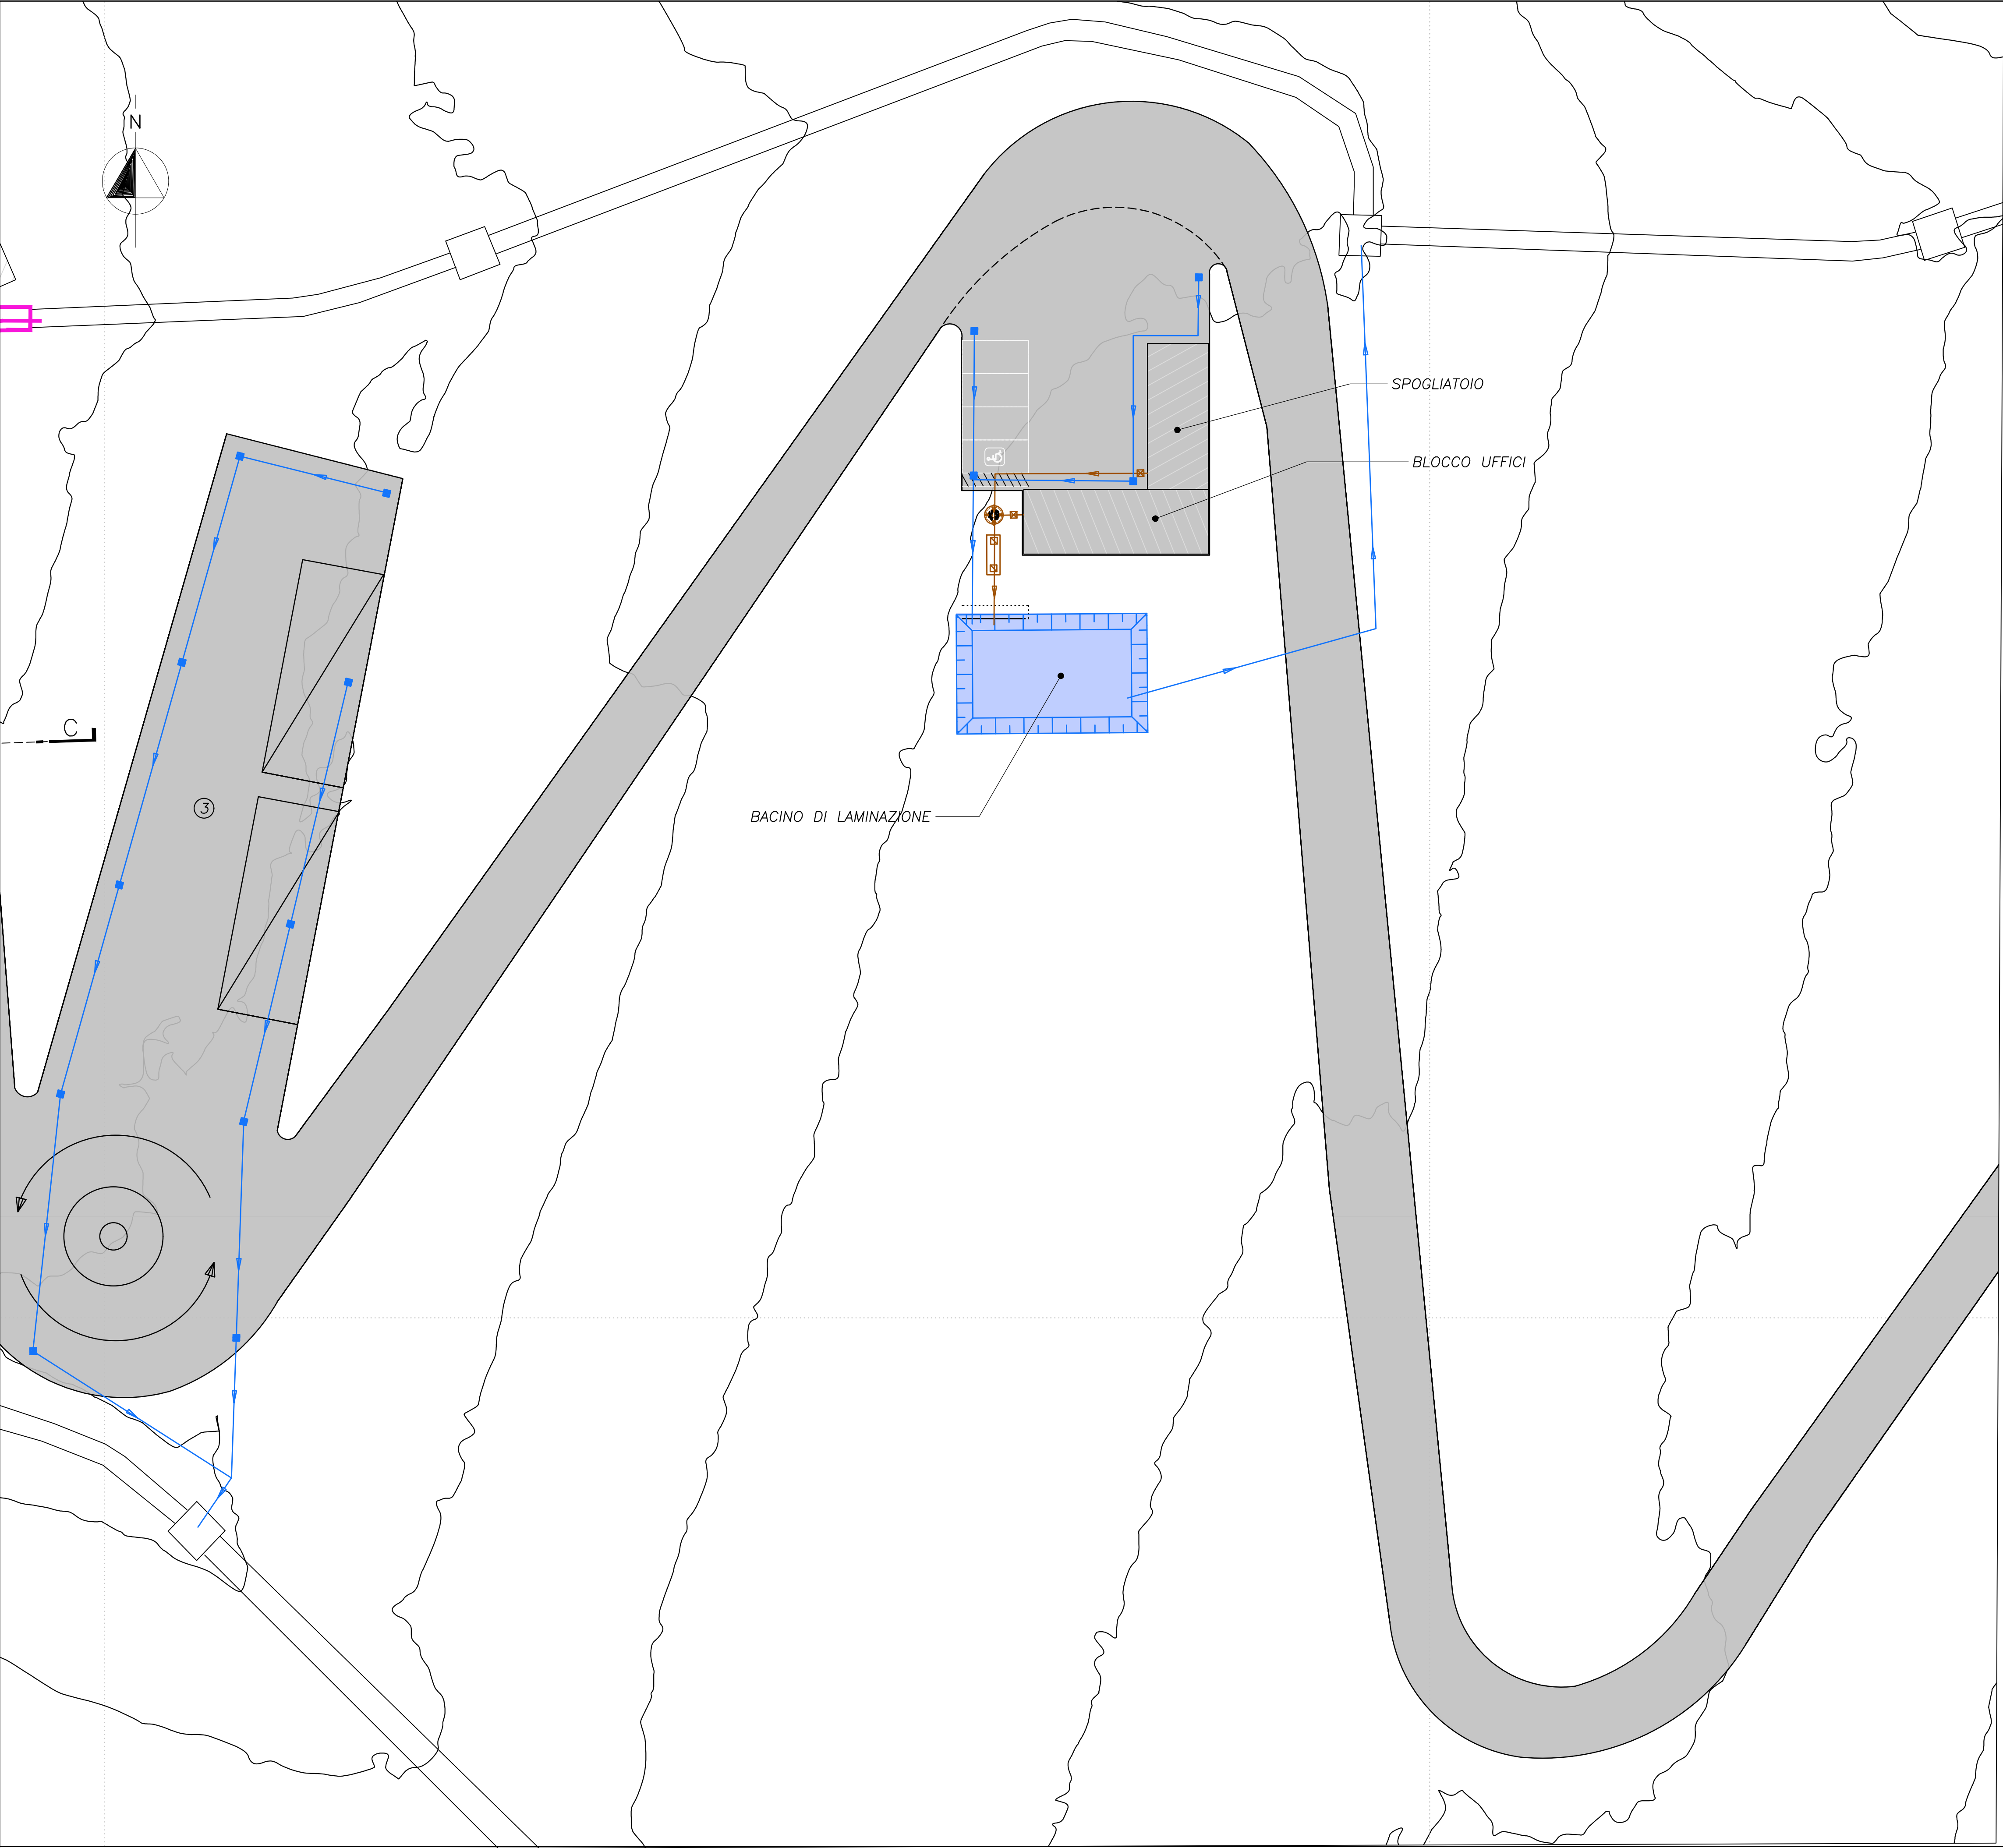 N
SPOGLIATOIO
BLOCCO UFFICI
C
3
BACINO DI LAMINAZIONE